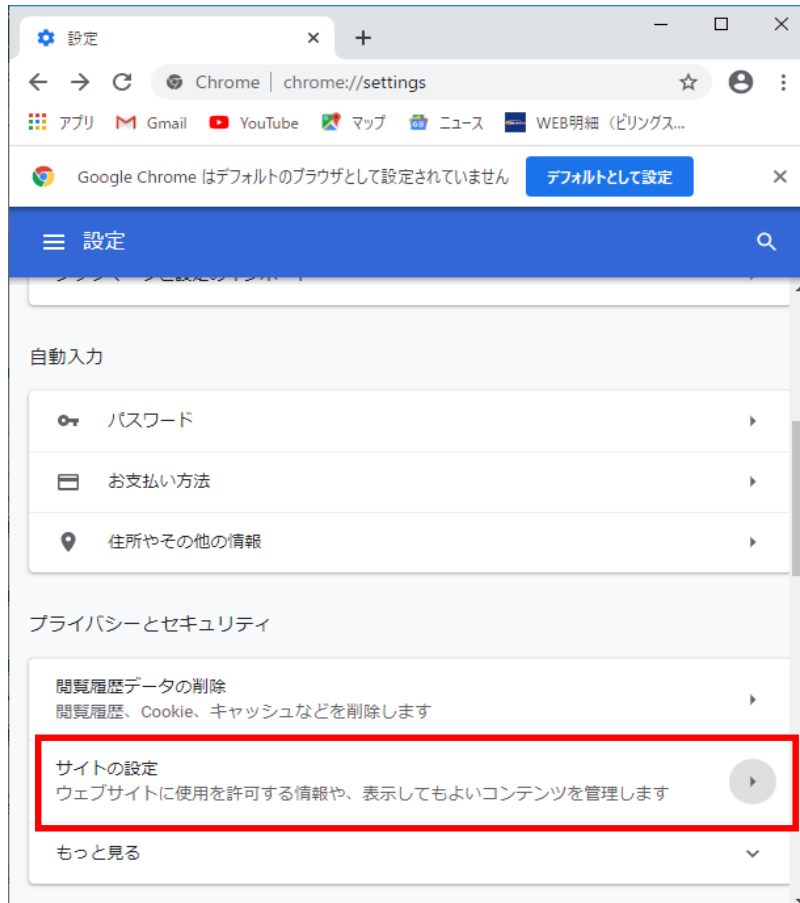 設定
Chrome | chrome://settings
アプリ Gmail YouTube マップ ニュース WEB明細（ビリングス...
Google Chrome はデフォルトのブラウザとして設定されていません デフォルトとして設定
設定
自動入力
パスワード
お支払い方法
住所やその他の情報
プライバシーとセキュリティ
閲覧履歴データの削除
閲覧履歴、Cookie、キャッシュなどを削除します
サイトの設定
ウェブサイトに使用を許可する情報や、表示してもよいコンテンツを管理します
もっと見る